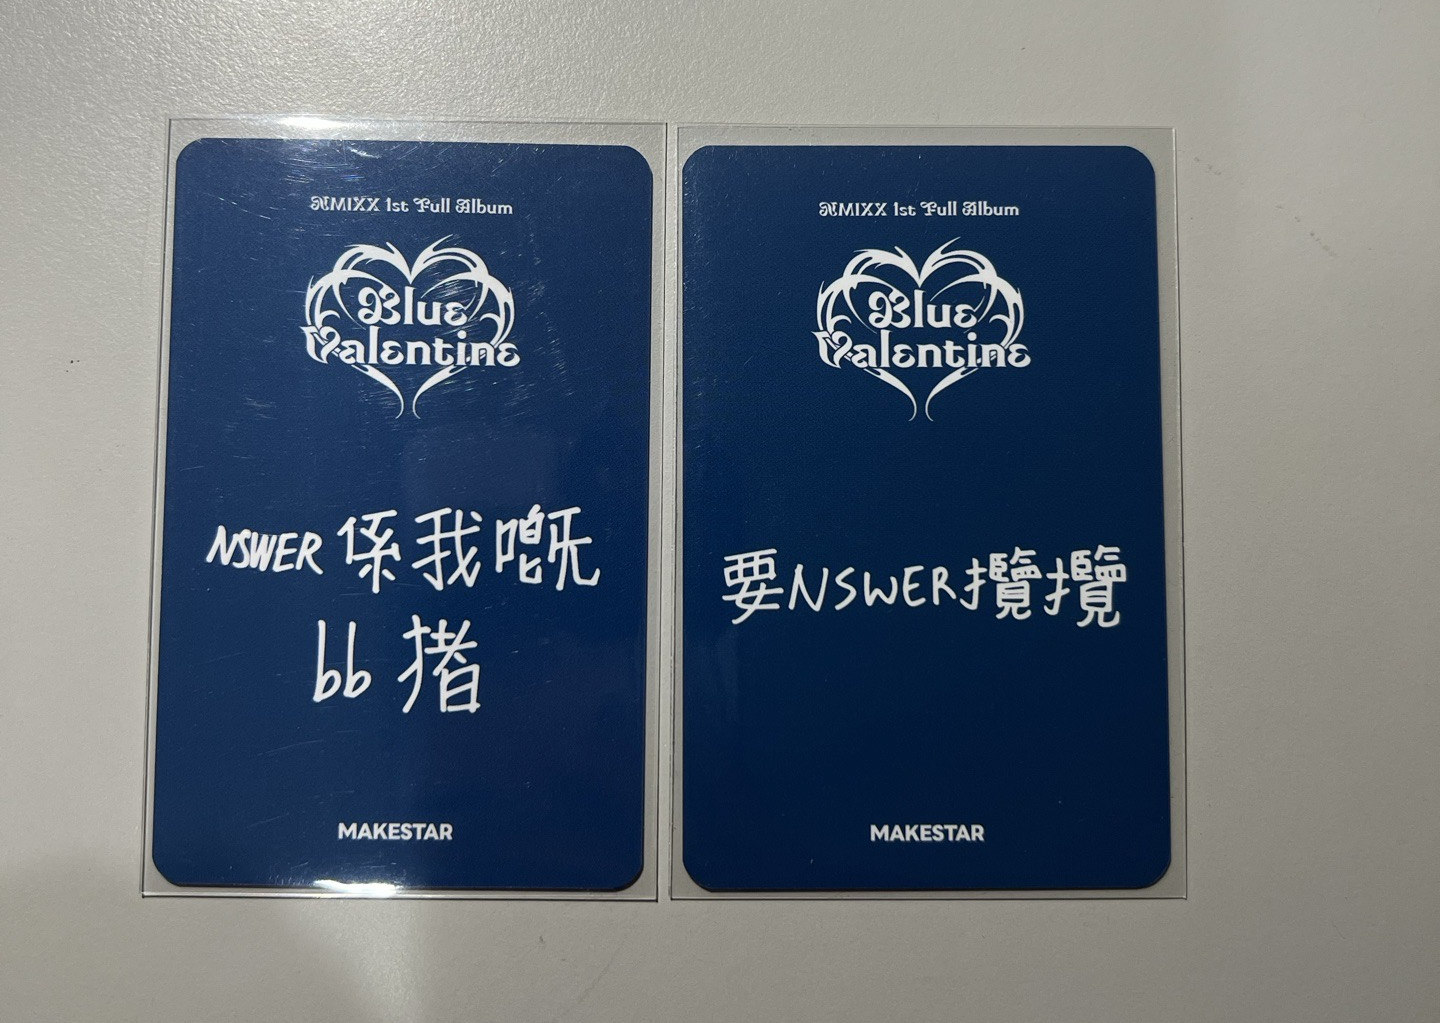 NMIXX 1st Full Album
Blue
Valentine
NSWER 係我嘅
bb 猪
MAKESTAR
NMIXX 1st Full Album
Blue
Valentine
要NSWER攬攬
MAKESTAR